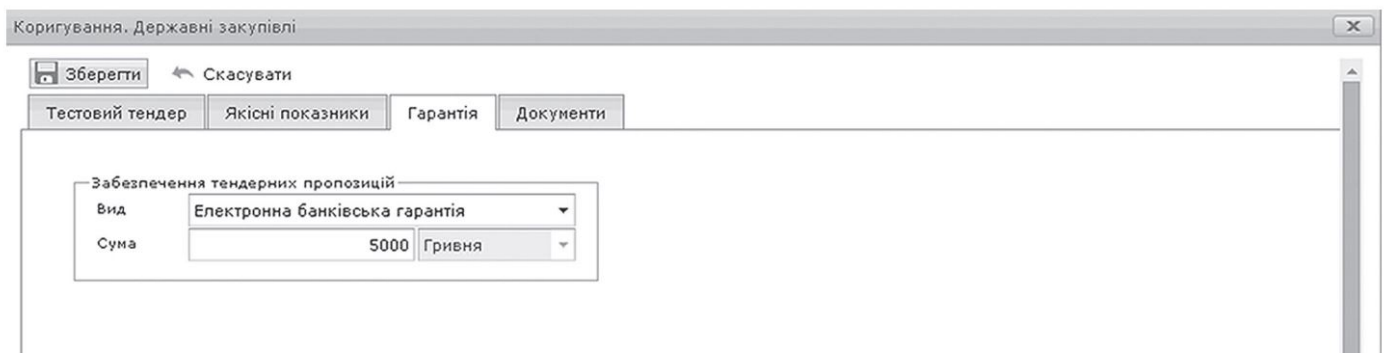 Коригування. Державні закупівлі
Зберегти Скасувати
Тестовий тендер Якісні показники Гарантія Документи
Забезпечення тендерних пропозицій
Вид Електронна банківська гарантія
Сума 5000 Гривня